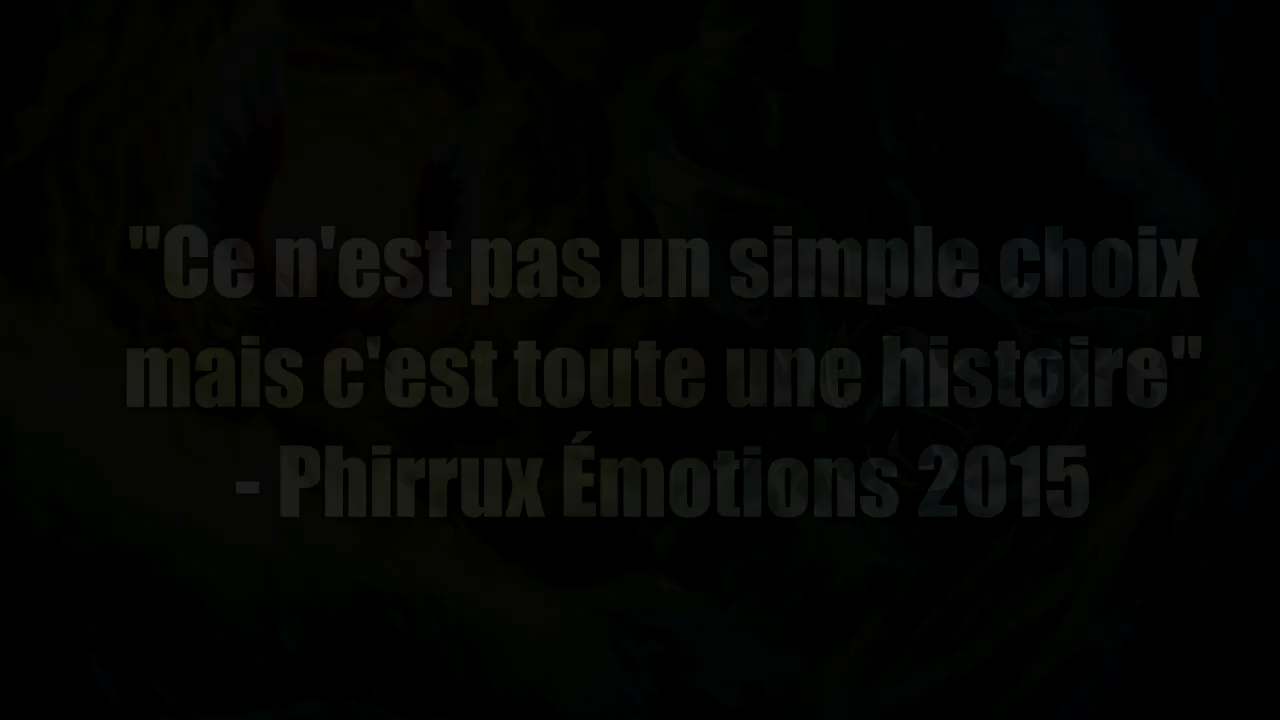 "Ce n'est pas un simple choix
mais c'est toute une histoire"
- Phirrux Émotions 2015